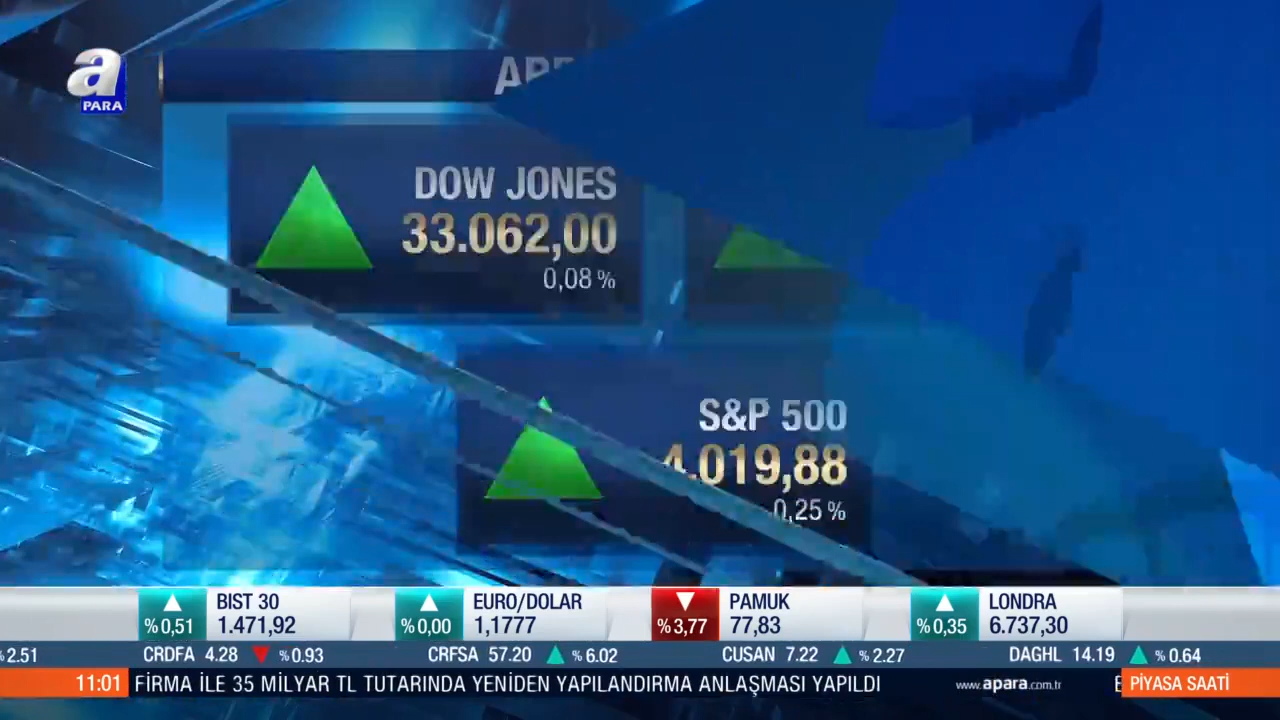 a
PARA
DOW JONES
33.062,00
0,08 %
S&P 500
4.019,88
0,25 %
BIST 30
%0,51
1.471,92
EURO/DOLAR
%0,00
1,1777
PAMUK
%3,77
77,83
LONDRA
%0,35
6.737,30
2.51
CRDFA 4.28 %0.93
CRFSA 57.20 % 6.02
CUSAN 7.22 % 2.27
DAGHL 14.19 % 0.64
11:01 FİRMA İLE 35 MİLYAR TL TUTARINDA YENİDEN YAPILANDIRMA ANLAŞMASI YAPILDI
www.apara.com.tr
PİYASA SAATİ